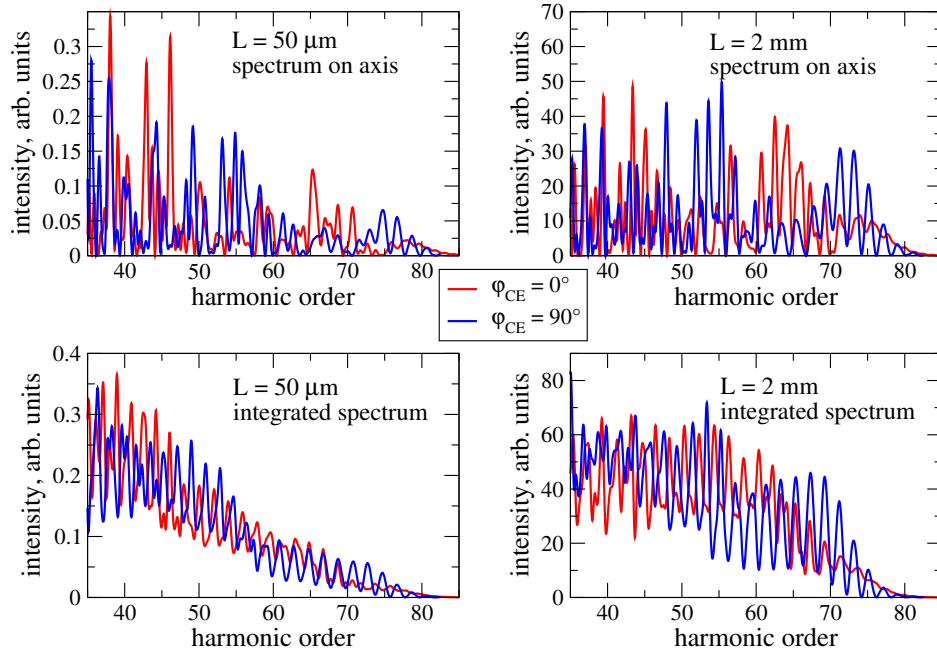 0.3
0.25
0.2
0.15
0.1
0.05
0
intensity, arb. units
L = 50 μm
spectrum on axis
40 50 60 70 80
harmonic order
70
60
50
40
30
20
10
0
intensity, arb. units
L = 2 mm
spectrum on axis
40 50 60 70 80
harmonic order
φCE = 0°
φCE = 90°
0.4
0.3
0.2
0.1
0
intensity, arb. units
L = 50 μm
integrated spectrum
40 50 60 70 80
harmonic order
80
60
40
20
0
intensity, arb. units
L = 2 mm
integrated spectrum
40 50 60 70 80
harmonic order